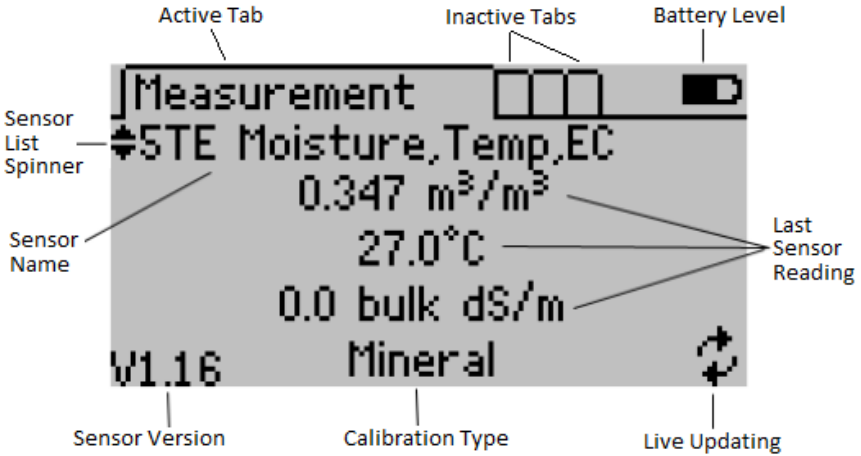 Active Tab
Inactive Tabs
Battery Level
Measurement
Sensor
List
Spinner
5TE Moisture,Temp,EC
0.347 m³/m³
Sensor
Name
27.0°C
Last
Sensor
Reading
0.0 bulk dS/m
V1.16
Mineral
Sensor Version
Calibration Type
Live Updating